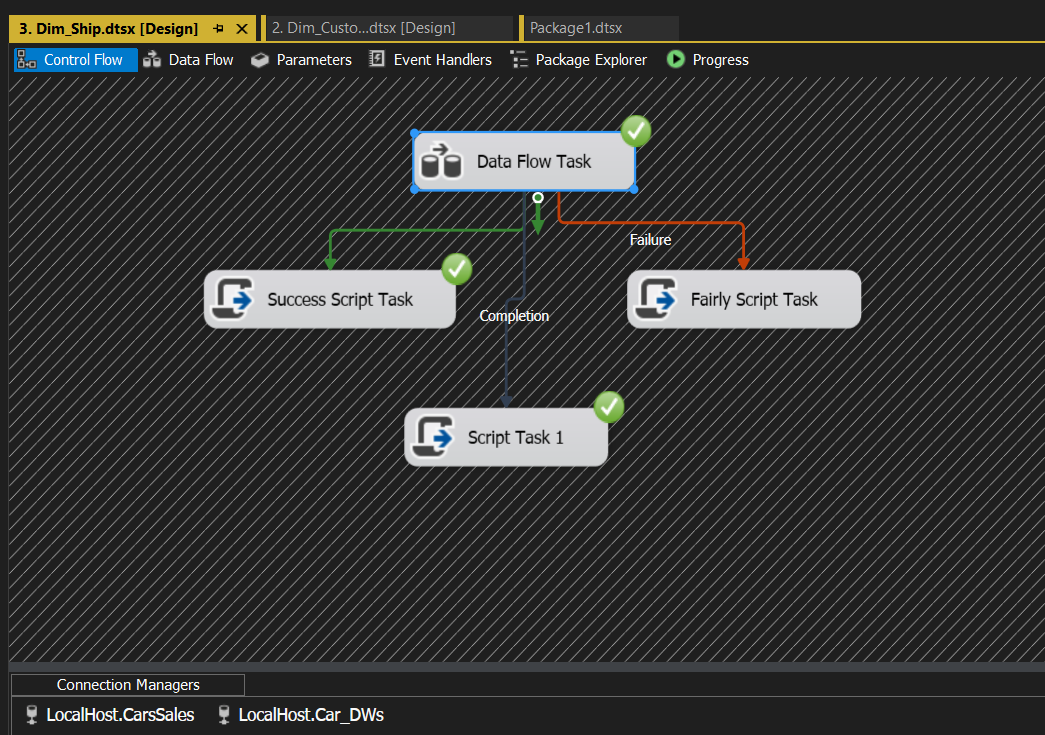 3. Dim_Ship.dtsx [Design]
2. Dim_Custo...dtsx [Design]
Package1.dtsx
Control Flow
Data Flow
Parameters
Event Handlers
Package Explorer
Progress
Data Flow Task
Failure
Success Script Task
Fairly Script Task
Completion
Script Task 1
Connection Managers
LocalHost.CarsSales
LocalHost.Car_DWs